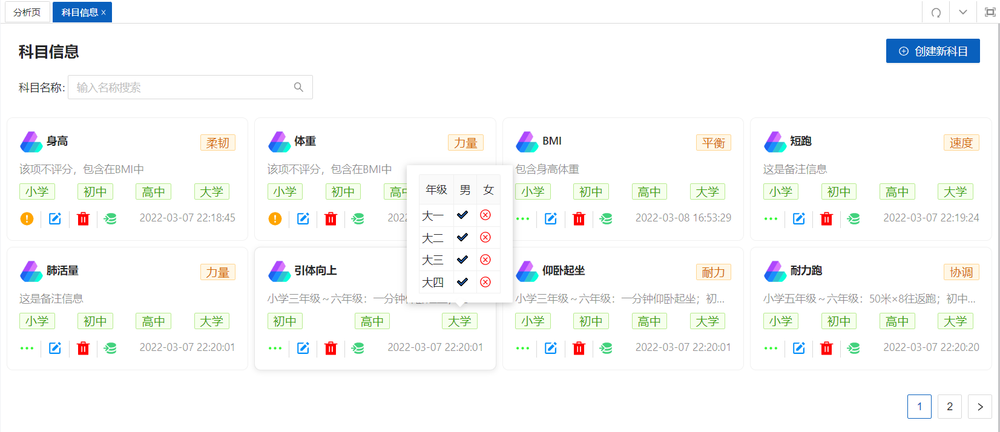 分析页
科目信息 ×
科目信息
创建新科目
科目名称:
输入名称搜索
身高
柔韧
该项不评分，包含在BMI中
小学 初中 高中 大学
2022-03-07 22:18:45
体重
力量
该项不评分，包含在BMI中
小学 初中
2022
BMI
平衡
包含身高体重
小学 初中 高中 大学
2022-03-08 16:53:29
短跑
速度
这是备注信息
小学 初中 高中 大学
2022-03-07 22:19:24
年级 男 女
大一
大二
大三
大四
肺活量
力量
这是备注信息
小学 初中 高中 大学
2022-03-07 22:20:01
引体向上
小学三年级～六年级：一分钟
初中 高中 大学
2022-03-07 22:20:01
仰卧起坐
耐力
小学三年级～六年级：一分钟仰卧起坐；初...
小学 初中 高中 大学
2022-03-07 22:20:01
耐力跑
协调
小学五年级～六年级：50米×8往返跑；初中...
小学 初中 高中 大学
2022-03-07 22:20:20
1 2 >